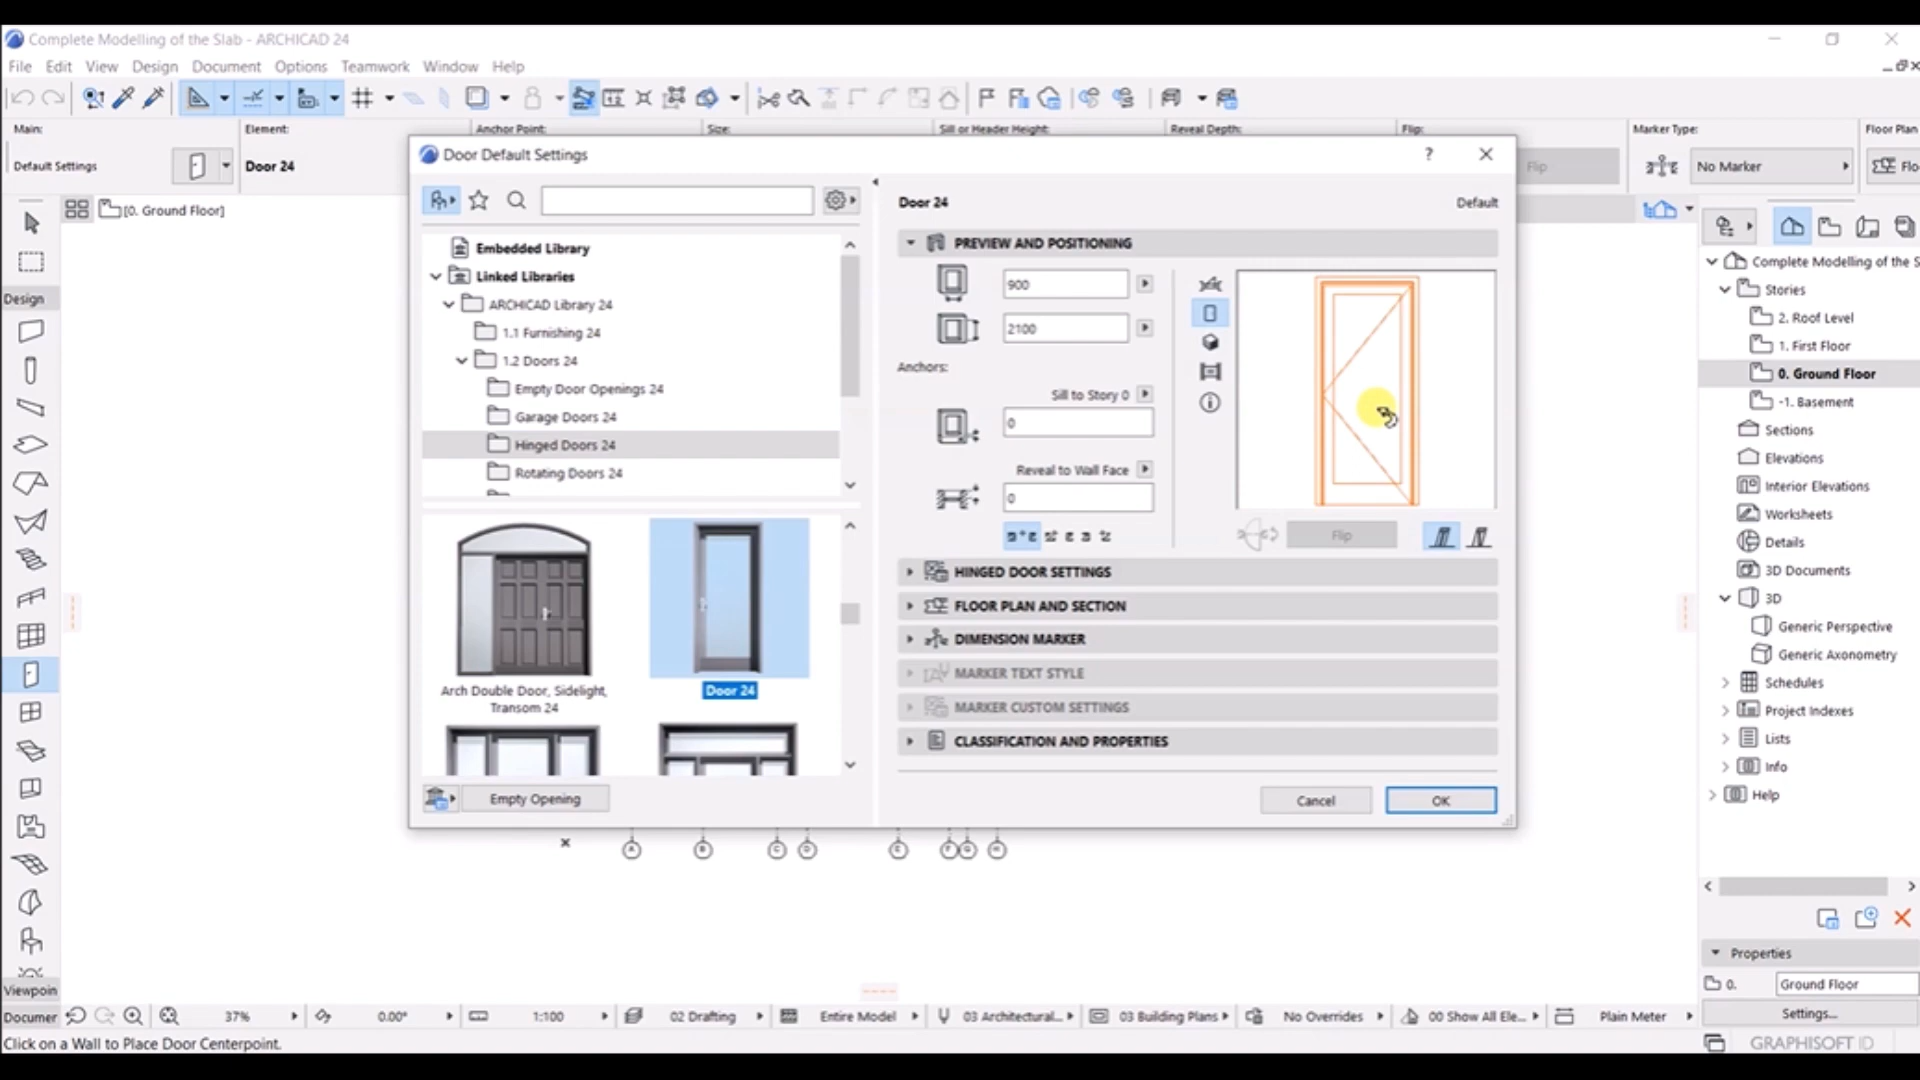 Complete Modelling of the Slab - ARCHICAD 24
File Edit View Design Document Options Teamwork Window Help
Main: Element: Anchor Point: Size: Sill or Header Height: Reveal Depth: Flip: Marker Type: Floor Plan
Default Settings Door 24 Flip No Marker Flo
[0. Ground Floor]
Design
Viewpoin
Documer
Door Default Settings
?
Embedded Library
Linked Libraries
ARCHICAD Library 24
1.1 Furnishing 24
1.2 Doors 24
Empty Door Openings 24
Garage Doors 24
Hinged Doors 24
Rotating Doors 24
Arch Double Door, Sidelight,
Transom 24
Door 24
Empty Opening
Door 24 Default
PREVIEW AND POSITIONING
900
2100
Anchors:
Sill to Story 0
0
Reveal to Wall Face
0
Flip
HINGED DOOR SETTINGS
FLOOR PLAN AND SECTION
DIMENSION MARKER
MARKER TEXT STYLE
MARKER CUSTOM SETTINGS
CLASSIFICATION AND PROPERTIES
Cancel OK
A B C D E F G H
Complete Modelling of the S
Stories
2. Roof Level
1. First Floor
0. Ground Floor
-1. Basement
Sections
Elevations
Interior Elevations
Worksheets
Details
3D Documents
3D
Generic Perspective
Generic Axonometry
Schedules
Project Indexes
Lists
Info
Help
Properties
0. Ground Floor
Settings...
37% 0.00° 1:100 02 Drafting Entire Model 03 Architectural... 03 Building Plans No Overrides 00 Show All Ele... Plain Meter
Click on a Wall to Place Door Centerpoint.
GRAPHISOFT ID